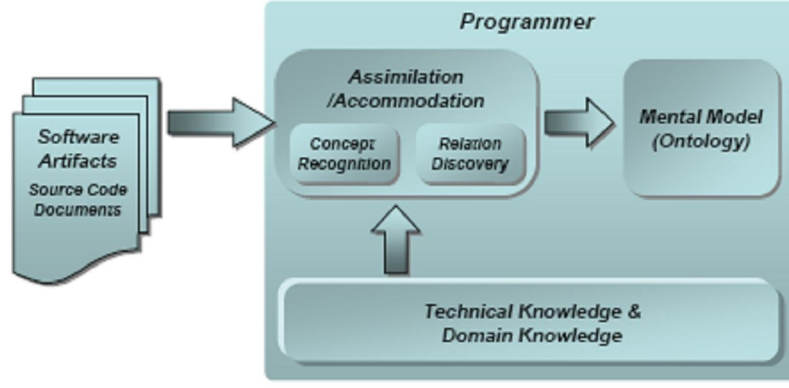 Programmer
Software
Artifacts
Source Code
Documents
Assimilation
/Accommodation
Concept
Recognition
Relation
Discovery
Mental Model
(Ontology)
Technical Knowledge &
Domain Knowledge